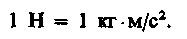 1 Н = 1 кг · м/с².